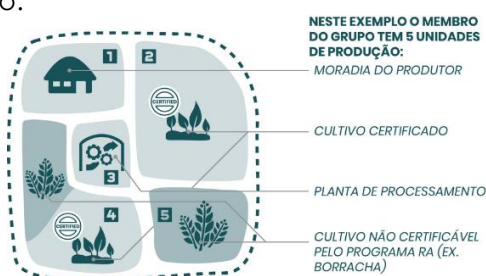 o.
NESTE EXEMPLO O MEMBRO
DO GRUPO TEM 5 UNIDADES
DE PRODUÇÃO:
MORADIA DO PRODUTOR
CULTIVO CERTIFICADO
PLANTA DE PROCESSAMENTO
CULTIVO NÃO CERTIFICÁVEL
PELO PROGRAMA RA (EX.
BORRACHA)
1
2
CERTIFIED
3
4
CERTIFIED
5